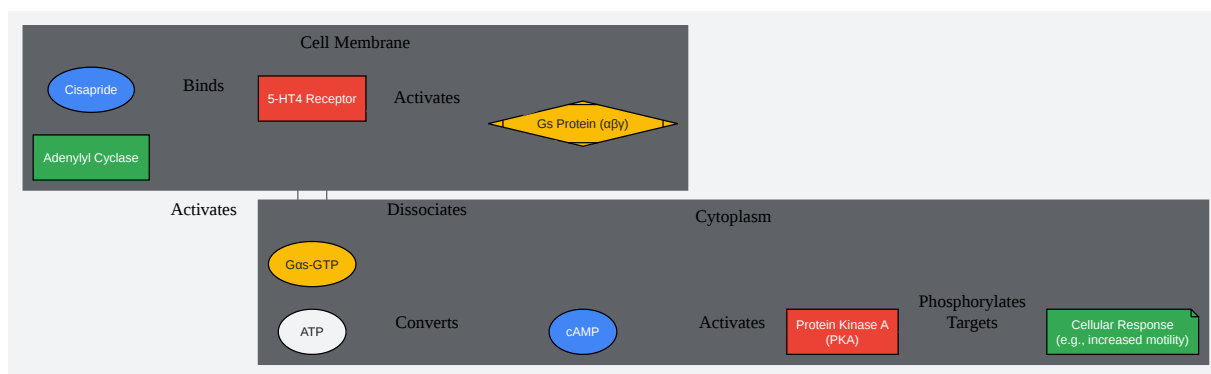 Cell Membrane
Cisapride
Binds
5-HT4 Receptor
Activates
Gs Protein (αβγ)
Adenylyl Cyclase
Activates
Dissociates
Cytoplasm
Gαs-GTP
ATP
Converts
cAMP
Activates
Protein Kinase A
(PKA)
Phosphorylates
Targets
Cellular Response
(e.g., increased motility)